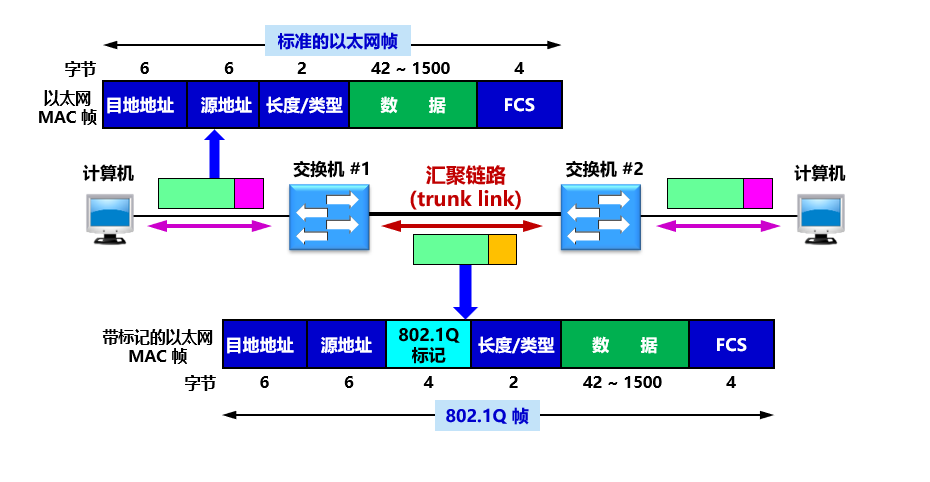 标准的以太网帧
字节 6 6 2 42 ~ 1500 4
以太网
MAC 帧
目地地址 源地址 长度/类型 数 据 FCS
计算机 交换机 #1 汇聚链路 交换机 #2 计算机
(trunk link)
带标记的以太网
MAC 帧
目地地址 源地址 802.1Q 长度/类型 数 据 FCS
标记
字节 6 6 4 2 42 ~ 1500 4
802.1Q 帧